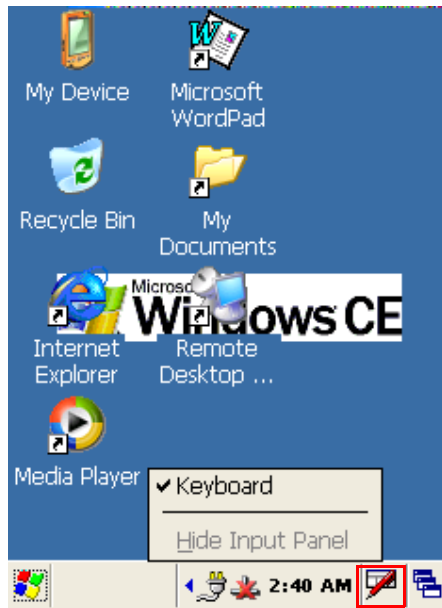 My Device
Microsoft
WordPad
Recycle Bin
My
Documents
Microso
Windows CE
Internet
Explorer
Remote
Desktop ...
Media Player
Keyboard
Hide Input Panel
2:40 AM